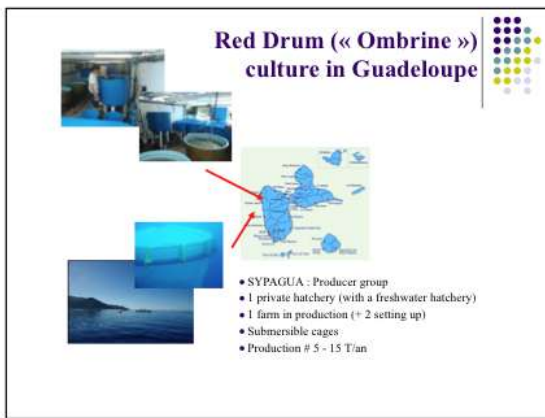 Red Drum (« Ombrine »)
culture in Guadeloupe
• SYPAGUA : Producer group
• 1 private hatchery (with a freshwater hatchery)
• 1 farm in production (+ 2 setting up)
• Submersible cages
• Production # 5 - 15 T/an